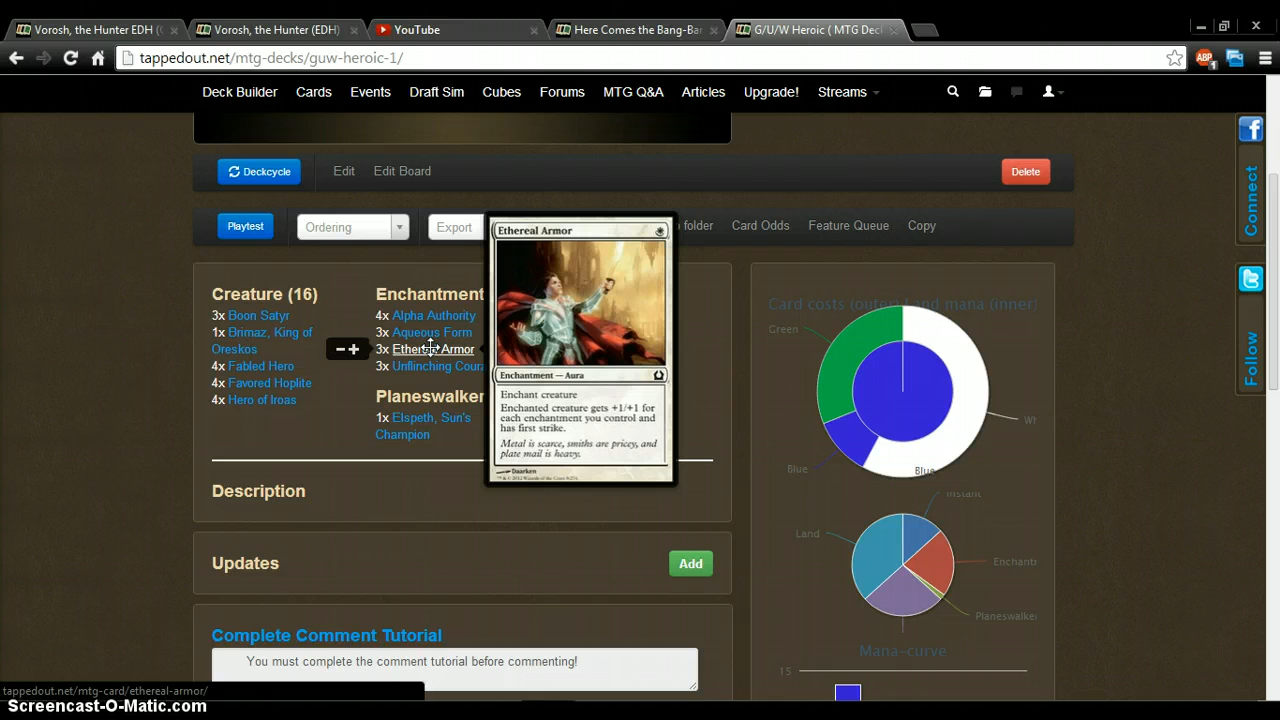 Vorosh, the Hunter EDH (
Vorosh, the Hunter (EDH)
YouTube
Here Comes the Bang-Bar
G/U/W Heroic ( MTG Dec
tappedout.net/mtg-decks/guw-heroic-1/
ABP
1
Deck Builder
Cards
Events
Draft Sim
Cubes
Forums
MTG Q&A
Articles
Upgrade!
Streams
Connect
Follow
Deckcycle
Edit
Edit Board
Delete
Playtest
Ordering
Export
folder
Card Odds
Feature Queue
Copy
Creature (16)
3x Boon Satyr
1x Brimaz, King of
Oreskos
4x Fabled Hero
4x Favored Hoplite
4x Hero of Iroas
Enchantment
4x Alpha Authority
3x Aqueous Form
3x Ethereal Armor
3x Unflinching Coura
Planeswalker
1x Elspeth, Sun's
Champion
Ethereal Armor
Enchantment — Aura
Enchant creature
Enchanted creature gets +1/+1 for
each enchantment you control and
has first strike.
Metal is scarce, smiths are pricey, and
plate mail is heavy.
Daarken
Card costs (outer) and mana (inner)
Green
Wh
Blue
Blue
Instant
Land
Enchant
Planeswalker
Mana-curve
15
Description
Updates
Add
Complete Comment Tutorial
You must complete the comment tutorial before commenting!
tappedout.net/mtg-card/ethereal-armor/
Screencast-O-Matic.com